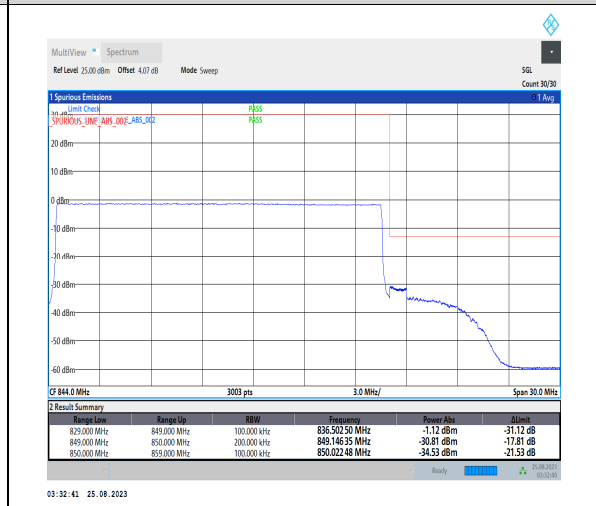 MultiView Spectrum
Ref Level 25.00 dBm Offset 4.07 dB Mode Sweep SGL
Count 30/30
1 Spurious Emissions 1 Avg
30 dBm Limit Check PASS
_SPURIOUS_LINE_ABS_002 _ABS_002 PASS
20 dBm
10 dBm
0 dBm
-10 dBm
-20 dBm
-30 dBm
-40 dBm
-50 dBm
-60 dBm
CF 844.0 MHz 3003 pts 3.0 MHz/ Span 30.0 MHz
2 Result Summary
Range Low Range Up RBW Frequency Power Abs ΔLimit
829.000 MHz 849.000 MHz 100.000 kHz 836.50250 MHz -1.12 dBm -31.12 dB
849.000 MHz 850.000 MHz 200.000 kHz 849.14635 MHz -30.81 dBm -17.81 dB
850.000 MHz 859.000 MHz 100.000 kHz 850.02248 MHz -34.53 dBm -21.53 dB
Ready 25.08.2023
03:32:40
03:32:41 25.08.2023